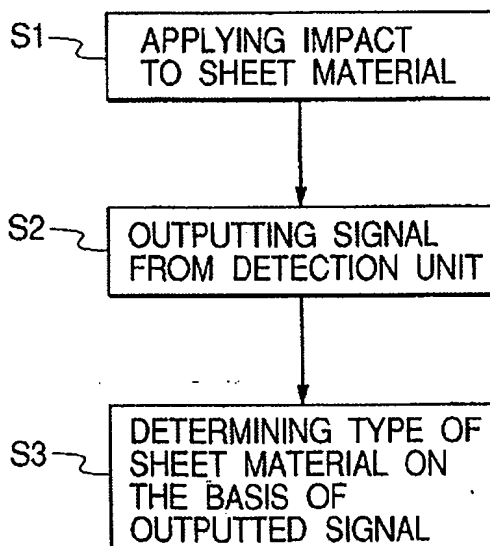 S1
APPLYING IMPACT
TO SHEET MATERIAL
S2
OUTPUTTING SIGNAL
FROM DETECTION UNIT
S3
DETERMINING TYPE OF
SHEET MATERIAL ON
THE BASIS OF
OUTPUTTED SIGNAL